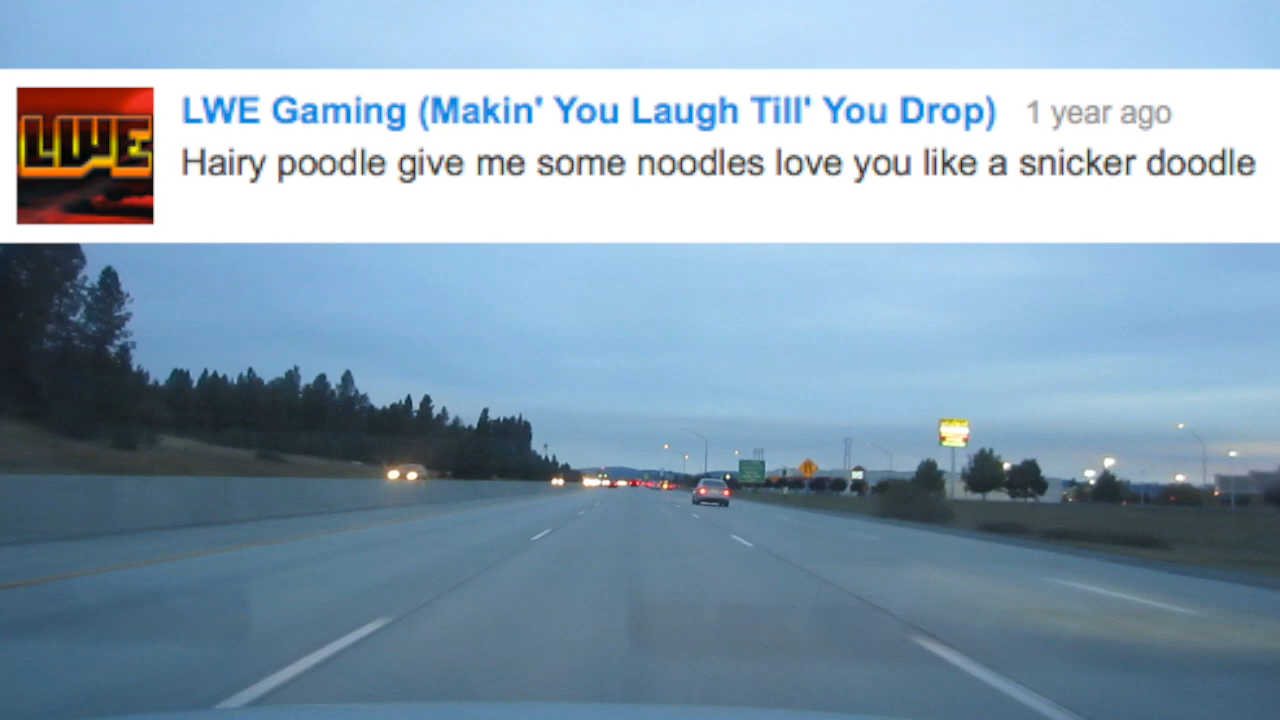 LWE
LWE Gaming (Makin' You Laugh Till' You Drop) 1 year ago
Hairy poodle give me some noodles love you like a snicker doodle